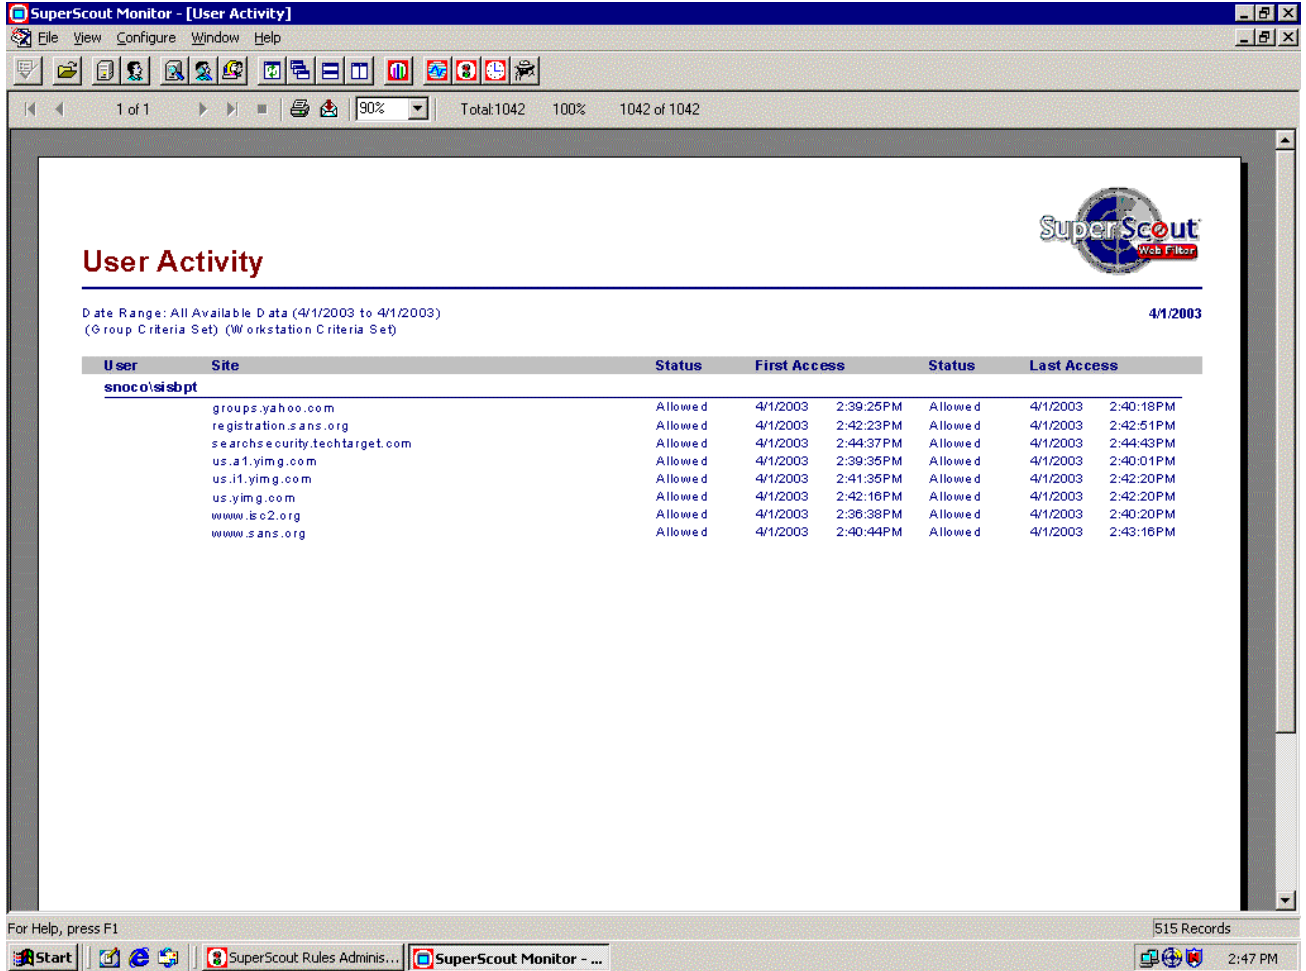 SuperScout Monitor - [User Activity]
File View Configure Window Help
1 of 1 90% Total:1042 100% 1042 of 1042
Super Scout
Web Filter
User Activity
Date Range: All Available Data (4/1/2003 to 4/1/2003) 4/1/2003
(Group Criteria Set) (Workstation Criteria Set)
User Site Status First Access Status Last Access
snoco\sisbpt
groups.yahoo.com Allowed 4/1/2003 2:39:25PM Allowed 4/1/2003 2:40:18PM
registration.sans.org Allowed 4/1/2003 2:42:23PM Allowed 4/1/2003 2:42:51PM
searchsecurity.techtarget.com Allowed 4/1/2003 2:44:37PM Allowed 4/1/2003 2:44:43PM
us.a1.yimg.com Allowed 4/1/2003 2:39:35PM Allowed 4/1/2003 2:40:01PM
us.i1.yimg.com Allowed 4/1/2003 2:41:35PM Allowed 4/1/2003 2:42:20PM
us.yimg.com Allowed 4/1/2003 2:42:16PM Allowed 4/1/2003 2:42:20PM
www.isc2.org Allowed 4/1/2003 2:36:38PM Allowed 4/1/2003 2:40:20PM
www.sans.org Allowed 4/1/2003 2:40:44PM Allowed 4/1/2003 2:43:16PM
For Help, press F1 515 Records
Start SuperScout Rules Adminis... SuperScout Monitor - ... 2:47 PM